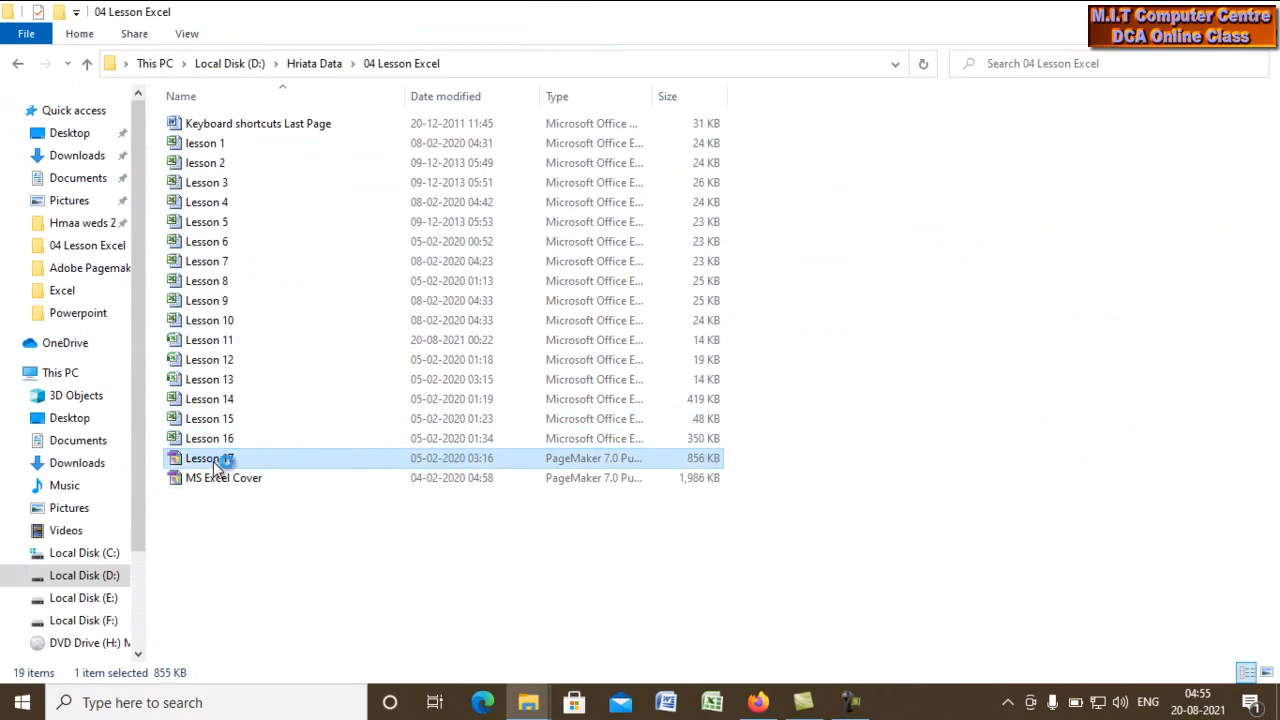 04 Lesson Excel
M.I.T Computer Centre
DCA Online Class
File Home Share View
This PC Local Disk (D:) Hriata Data 04 Lesson Excel
Search 04 Lesson Excel
Name Date modified Type Size
Keyboard shortcuts Last Page 20-12-2011 11:45 Microsoft Office ... 31 KB
lesson 1 08-02-2020 04:31 Microsoft Office E... 24 KB
lesson 2 09-12-2013 05:49 Microsoft Office E... 24 KB
Lesson 3 09-12-2013 05:51 Microsoft Office E... 26 KB
Lesson 4 08-02-2020 04:42 Microsoft Office E... 24 KB
Lesson 5 09-12-2013 05:53 Microsoft Office E... 23 KB
Lesson 6 05-02-2020 00:52 Microsoft Office E... 23 KB
Lesson 7 08-02-2020 04:23 Microsoft Office E... 23 KB
Lesson 8 05-02-2020 01:13 Microsoft Office E... 25 KB
Lesson 9 08-02-2020 04:33 Microsoft Office E... 25 KB
Lesson 10 08-02-2020 04:33 Microsoft Office E... 24 KB
Lesson 11 20-08-2021 00:22 Microsoft Office E... 14 KB
Lesson 12 05-02-2020 01:18 Microsoft Office E... 19 KB
Lesson 13 05-02-2020 03:15 Microsoft Office E... 14 KB
Lesson 14 05-02-2020 01:19 Microsoft Office E... 419 KB
Lesson 15 05-02-2020 01:23 Microsoft Office E... 48 KB
Lesson 16 05-02-2020 01:34 Microsoft Office E... 350 KB
Lesson 17 05-02-2020 03:16 PageMaker 7.0 Pu... 856 KB
MS Excel Cover 04-02-2020 04:58 PageMaker 7.0 Pu... 1,986 KB
Quick access
Desktop
Downloads
Documents
Pictures
Hmaa weds 2
04 Lesson Excel
Adobe Pagemak
Excel
Powerpoint
OneDrive
This PC
3D Objects
Desktop
Documents
Downloads
Music
Pictures
Videos
Local Disk (C:)
Local Disk (D:)
Local Disk (E:)
Local Disk (F:)
DVD Drive (H:) M
19 items 1 item selected 855 KB
Type here to search
ENG
04:55
20-08-2021